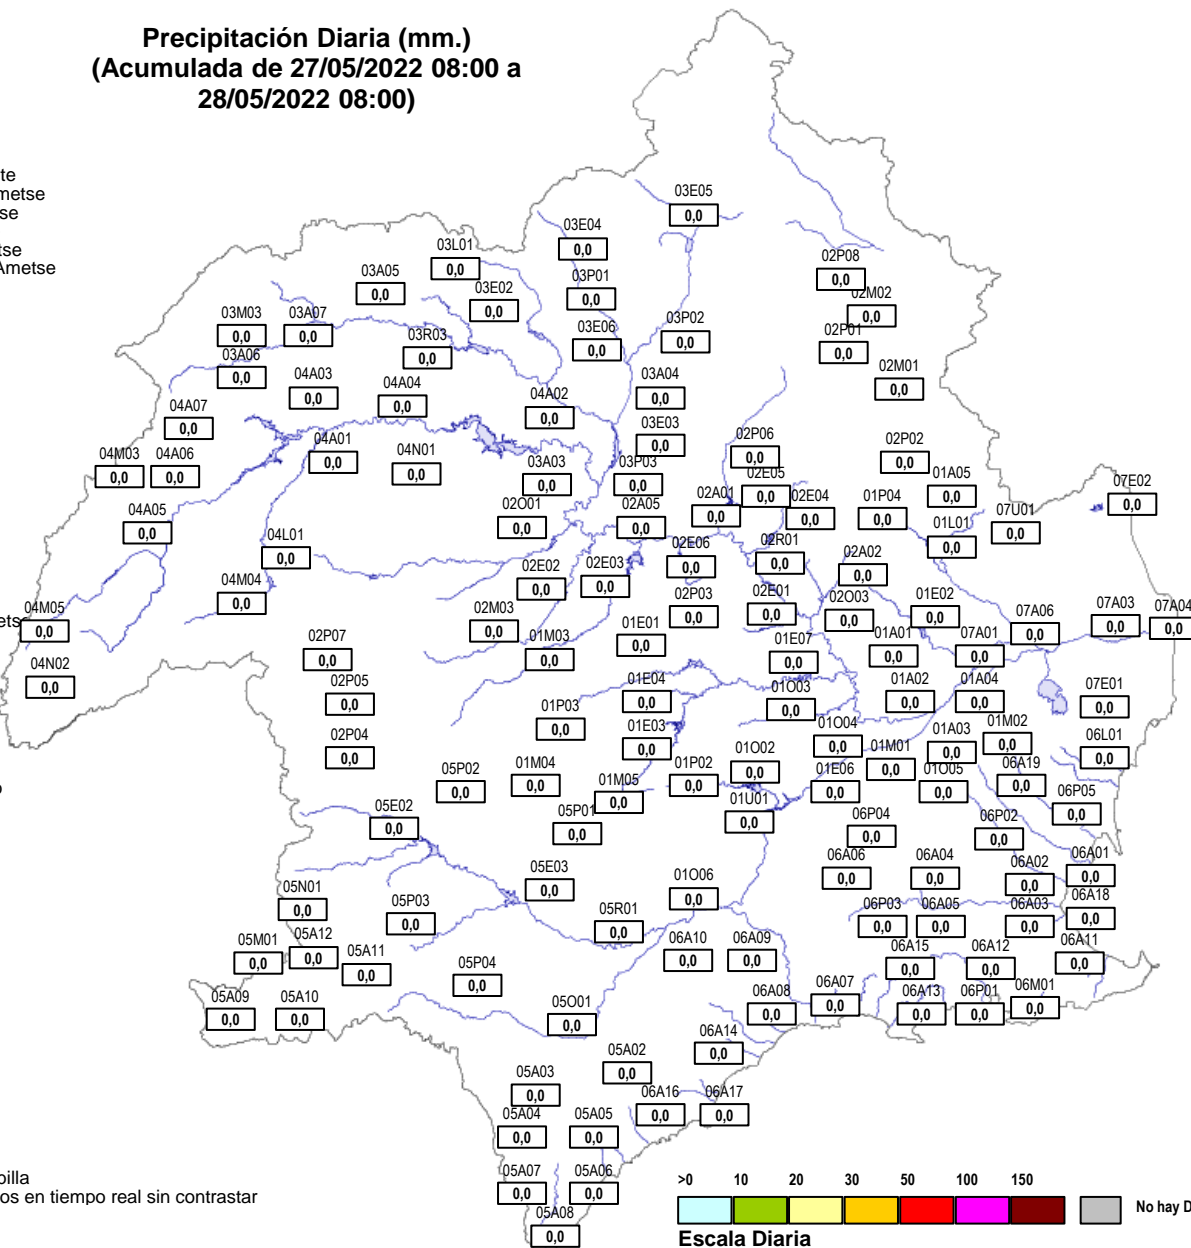 Precipitación Diaria (mm.)
(Acumulada de 27/05/2022 08:00 a
28/05/2022 08:00)
te
metse
se
tse
Ametse
03E05
0,0
03E04
0,0
03L01
0,0
02P08
0,0
03A05
0,0
03P01
0,0
03E02
0,0
02M02
0,0
03M03
0,0
03A07
0,0
03P02
0,0
03E06
0,0
02P01
0,0
03R03
0,0
03A06
0,0
04A03
0,0
04A04
0,0
03A04
0,0
02M01
0,0
04A02
0,0
04A07
0,0
03E03
0,0
04A01
0,0
02P06
0,0
02P02
0,0
04M03
0,0
04A06
0,0
04N01
0,0
03A03
0,0
03P03
0,0
02E05
0,0
01A05
0,0
07E02
0,0
02A01
0,0
02E04
0,0
01P04
0,0
04A05
0,0
02O01
0,0
02A05
0,0
01L01
0,0
07U01
0,0
04L01
0,0
02E06
0,0
02R01
0,0
02A02
0,0
02E02
0,0
02E03
0,0
04M04
0,0
02P03
0,0
02E01
0,0
02O03
0,0
01E02
0,0
07A03
0,0
07A04
0,0
etse
04M05
0,0
02M03
0,0
01E01
0,0
07A06
0,0
02P07
0,0
01M03
0,0
01E07
0,0
01A01
0,0
07A01
0,0
04N02
0,0
02P05
0,0
01E04
0,0
01O03
0,0
01A02
0,0
01A04
0,0
07E01
0,0
01P03
0,0
01E03
0,0
01O04
0,0
01A03
0,0
01M02
0,0
02P04
0,0
06L01
0,0
01M04
0,0
01P02
0,0
01O02
0,0
01M01
0,0
05P02
0,0
01M05
0,0
01E06
0,0
01O05
0,0
06A19
0,0
06P05
0,0
05E02
0,0
05P01
0,0
01U01
0,0
06P04
0,0
06P02
0,0
05E03
0,0
01O06
0,0
06A06
0,0
06A04
0,0
06A02
0,0
06A01
0,0
05N01
0,0
05P03
0,0
05R01
0,0
06P03
0,0
06A05
0,0
06A03
0,0
06A18
0,0
05M01
0,0
05A12
0,0
05A11
0,0
06A10
0,0
06A09
0,0
06A15
0,0
06A12
0,0
06A11
0,0
05P04
0,0
05A09
0,0
05A10
0,0
05O01
0,0
06A08
0,0
06A07
0,0
06A13
0,0
06P01
0,0
06M01
0,0
06A14
0,0
05A02
0,0
05A03
0,0
06A16
0,0
06A17
0,0
05A04
0,0
05A05
0,0
05A07
0,0
05A06
0,0
05A08
0,0
pilla
os en tiempo real sin contrastar
>0 10 20 30 50 100 150
No hay D
Escala Diaria